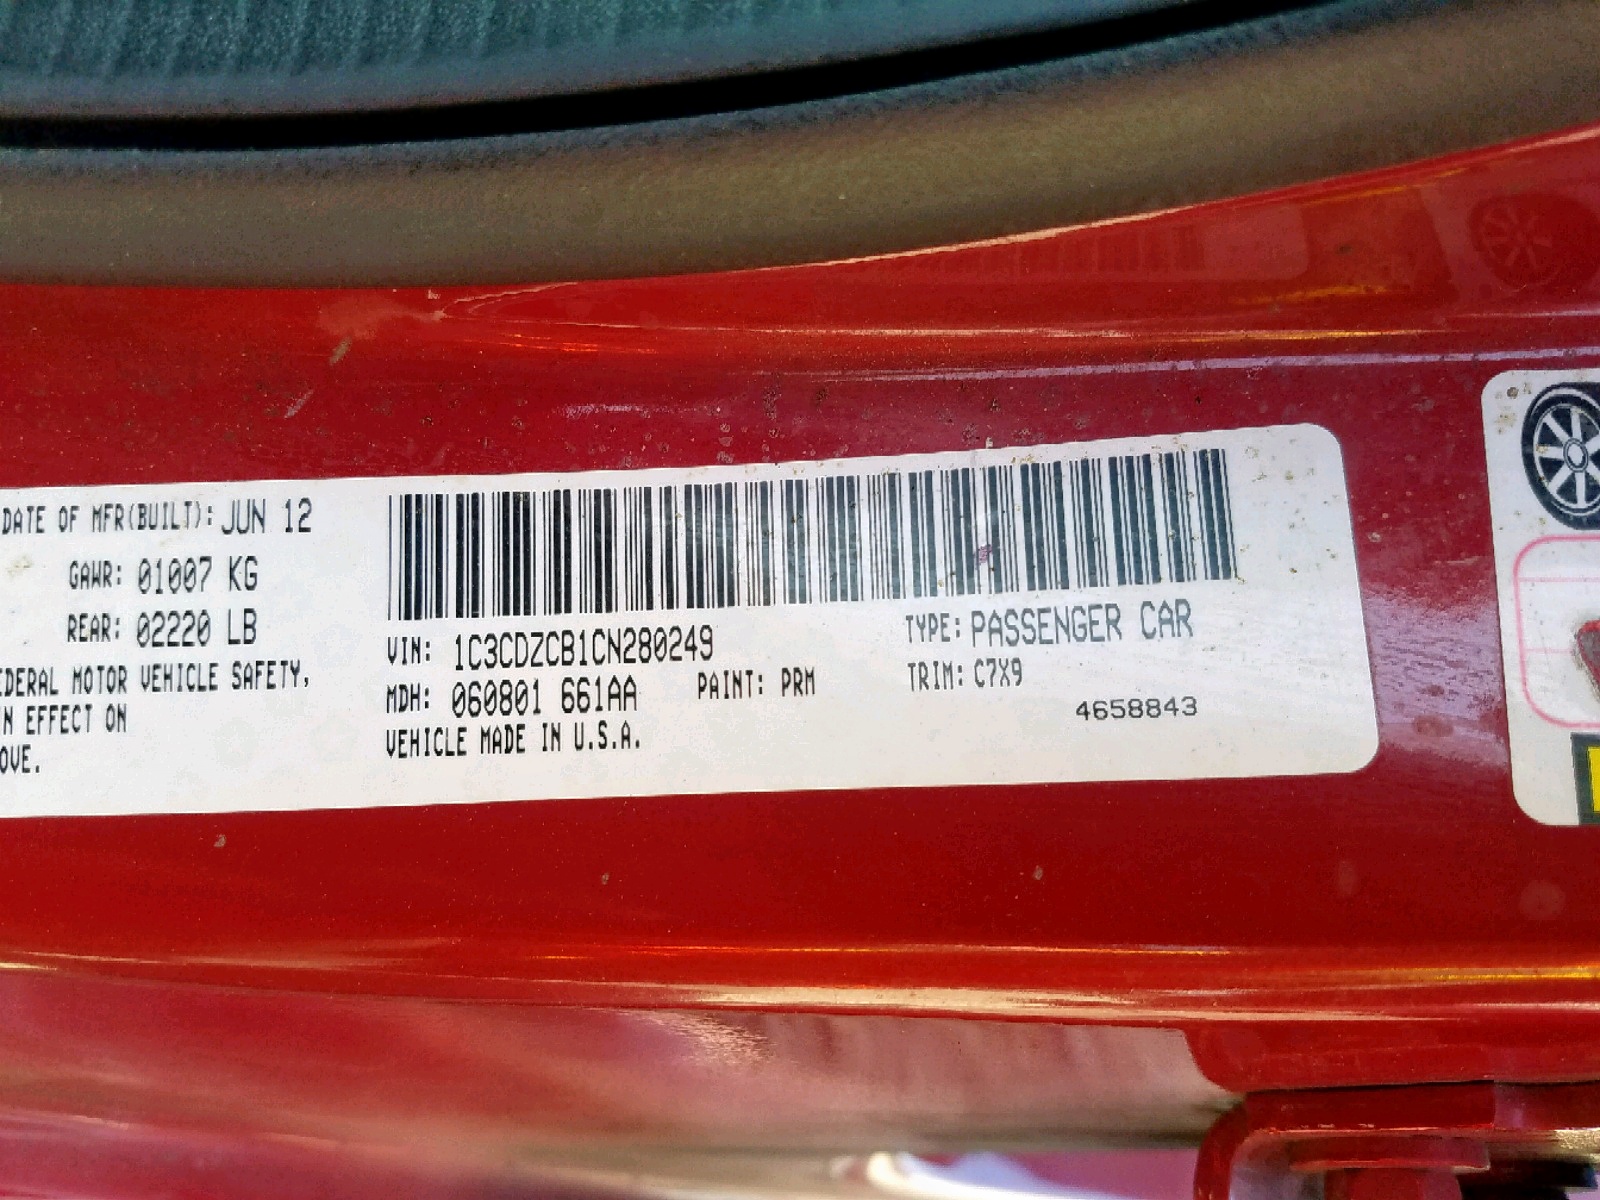 DATE OF MFR(BUILT): JUN 12
GAWR: 01007 KG
REAR: 02220 LB
EDERAL MOTOR VEHICLE SAFETY,
N EFFECT ON
OVE.
VIN: 1C3CDZCB1CN280249
TYPE: PASSENGER CAR
MDH: 060801 661AA PAINT: PRM
TRIM: C7X9
VEHICLE MADE IN U.S.A.
4658843